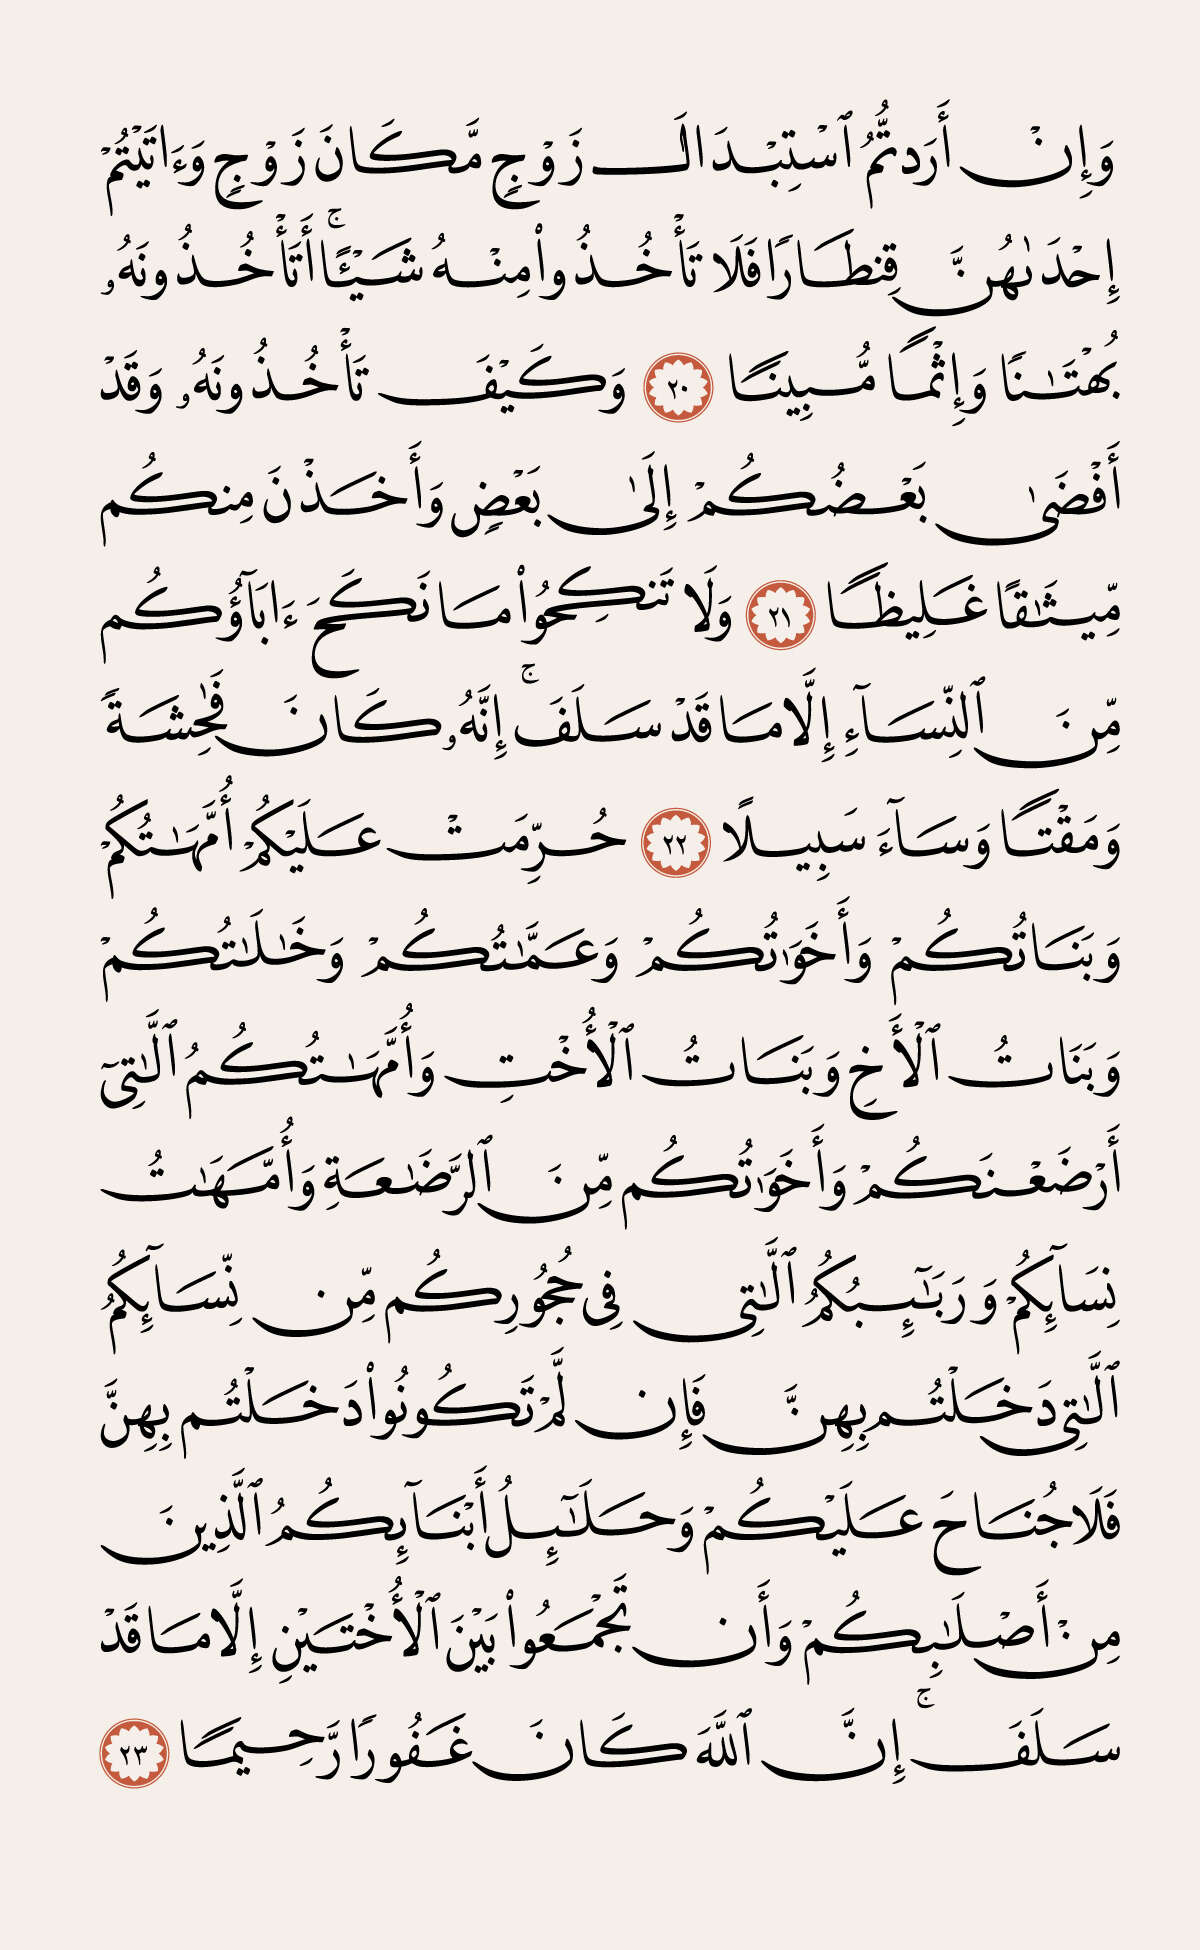 وَإِنْ أَرَدتُّمُ ٱسْتِبْدَالَ زَوْجٍ مَّكَانَ زَوْجٍ وَءَاتَيْتُمْ
إِحْدَىٰهُنَّ قِنطَارًا فَلَا تَأْخُذُوا۟ مِنْهُ شَيْـًٔا ۚ أَتَأْخُذُونَهُۥ
بُهْتَـٰنًا وَإِثْمًا مُّبِينًا ٢٠ وَكَيْفَ تَأْخُذُونَهُۥ وَقَدْ
أَفْضَىٰ بَعْضُكُمْ إِلَىٰ بَعْضٍ وَأَخَذْنَ مِنكُم
مِّيثَـٰقًا غَلِيظًا ٢١ وَلَا تَنكِحُوا۟ مَا نَكَحَ ءَابَآؤُكُم
مِّنَ ٱلنِّسَآءِ إِلَّا مَا قَدْ سَلَفَ ۚ إِنَّهُۥ كَانَ فَـٰحِشَةً
وَمَقْتًا وَسَآءَ سَبِيلًا ٢٢ حُرِّمَتْ عَلَيْكُمْ أُمَّهَـٰتُكُمْ
وَبَنَاتُكُمْ وَأَخَوَٰتُكُمْ وَعَمَّـٰتُكُمْ وَخَـٰلَـٰتُكُمْ
وَبَنَاتُ ٱلْأَخِ وَبَنَاتُ ٱلْأُخْتِ وَأُمَّهَـٰتُكُمُ ٱلَّـٰتِىٓ
أَرْضَعْنَكُمْ وَأَخَوَٰتُكُم مِّنَ ٱلرَّضَـٰعَةِ وَأُمَّهَـٰتُ
نِسَآئِكُمْ وَرَبَـٰٓئِبُكُمُ ٱلَّـٰتِى فِى حُجُورِكُم مِّن نِّسَآئِكُمُ
ٱلَّـٰتِى دَخَلْتُم بِهِنَّ فَإِن لَّمْ تَكُونُوا۟ دَخَلْتُم بِهِنَّ
فَلَا جُنَاحَ عَلَيْكُمْ وَحَلَـٰٓئِلُ أَبْنَآئِكُمُ ٱلَّذِينَ
مِنْ أَصْلَـٰبِكُمْ وَأَن تَجْمَعُوا۟ بَيْنَ ٱلْأُخْتَيْنِ إِلَّا مَا قَدْ
سَلَفَ ۚ إِنَّ ٱللَّهَ كَانَ غَفُورًا رَّحِيمًا ٢٣